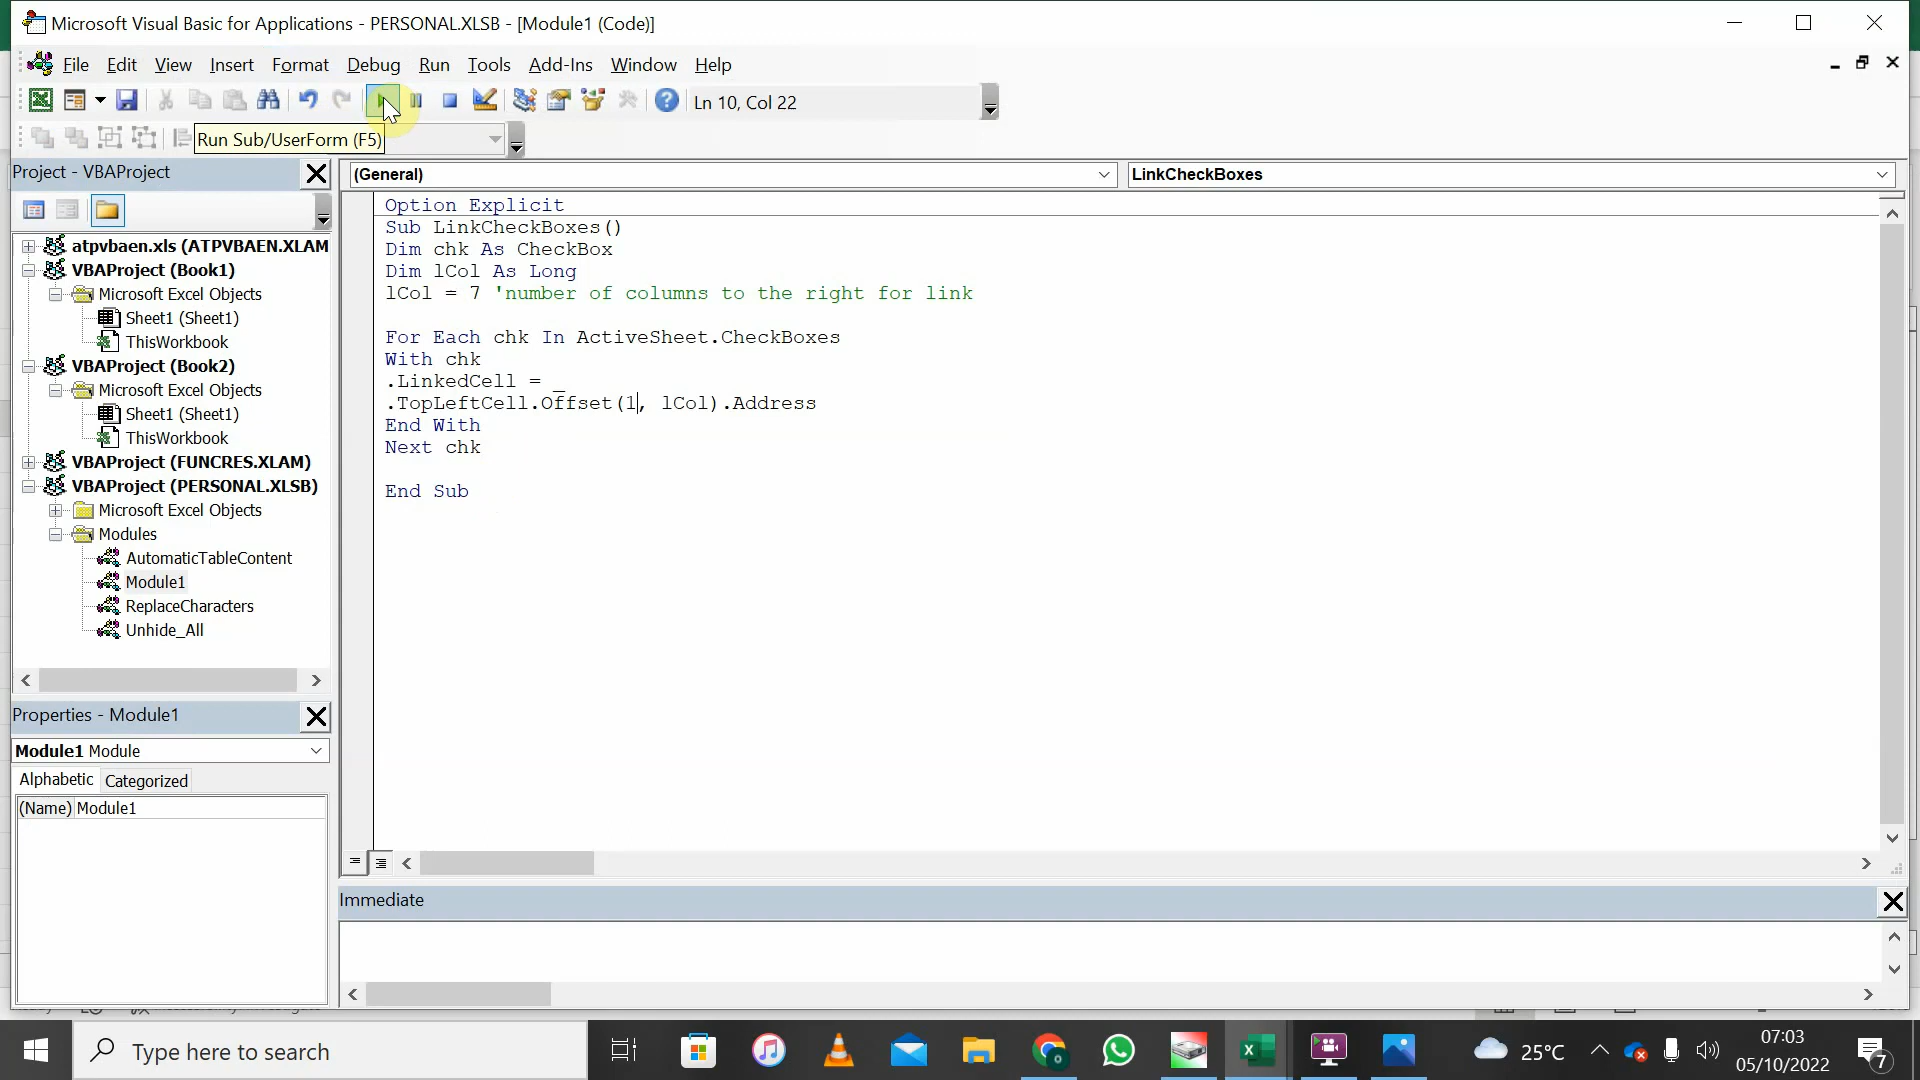 Microsoft Visual Basic for Applications - PERSONAL.XLSB - [Module1 (Code)]
File Edit View Insert Format Debug Run Tools Add-Ins Window Help
Ln 10, Col 22
Run Sub/UserForm (F5)
Project - VBAProject
(General)
LinkCheckBoxes
atpvbaen.xls (ATPVBAEN.XLAM
VBAProject (Book1)
Microsoft Excel Objects
Sheet1 (Sheet1)
ThisWorkbook
VBAProject (Book2)
Microsoft Excel Objects
Sheet1 (Sheet1)
ThisWorkbook
VBAProject (FUNCRES.XLAM)
VBAProject (PERSONAL.XLSB)
Microsoft Excel Objects
Modules
AutomaticTableContent
Module1
ReplaceCharacters
Unhide_All
Option Explicit
Sub LinkCheckBoxes()
Dim chk As CheckBox
Dim lCol As Long
lCol = 7 'number of columns to the right for link
For Each chk In ActiveSheet.CheckBoxes
With chk
.LinkedCell = _
.TopLeftCell.Offset(1, lCol).Address
End With
Next chk
End Sub
Properties - Module1
Module1 Module
Alphabetic Categorized
(Name) Module1
Immediate
Type here to search
25°C
07:03
05/10/2022
7